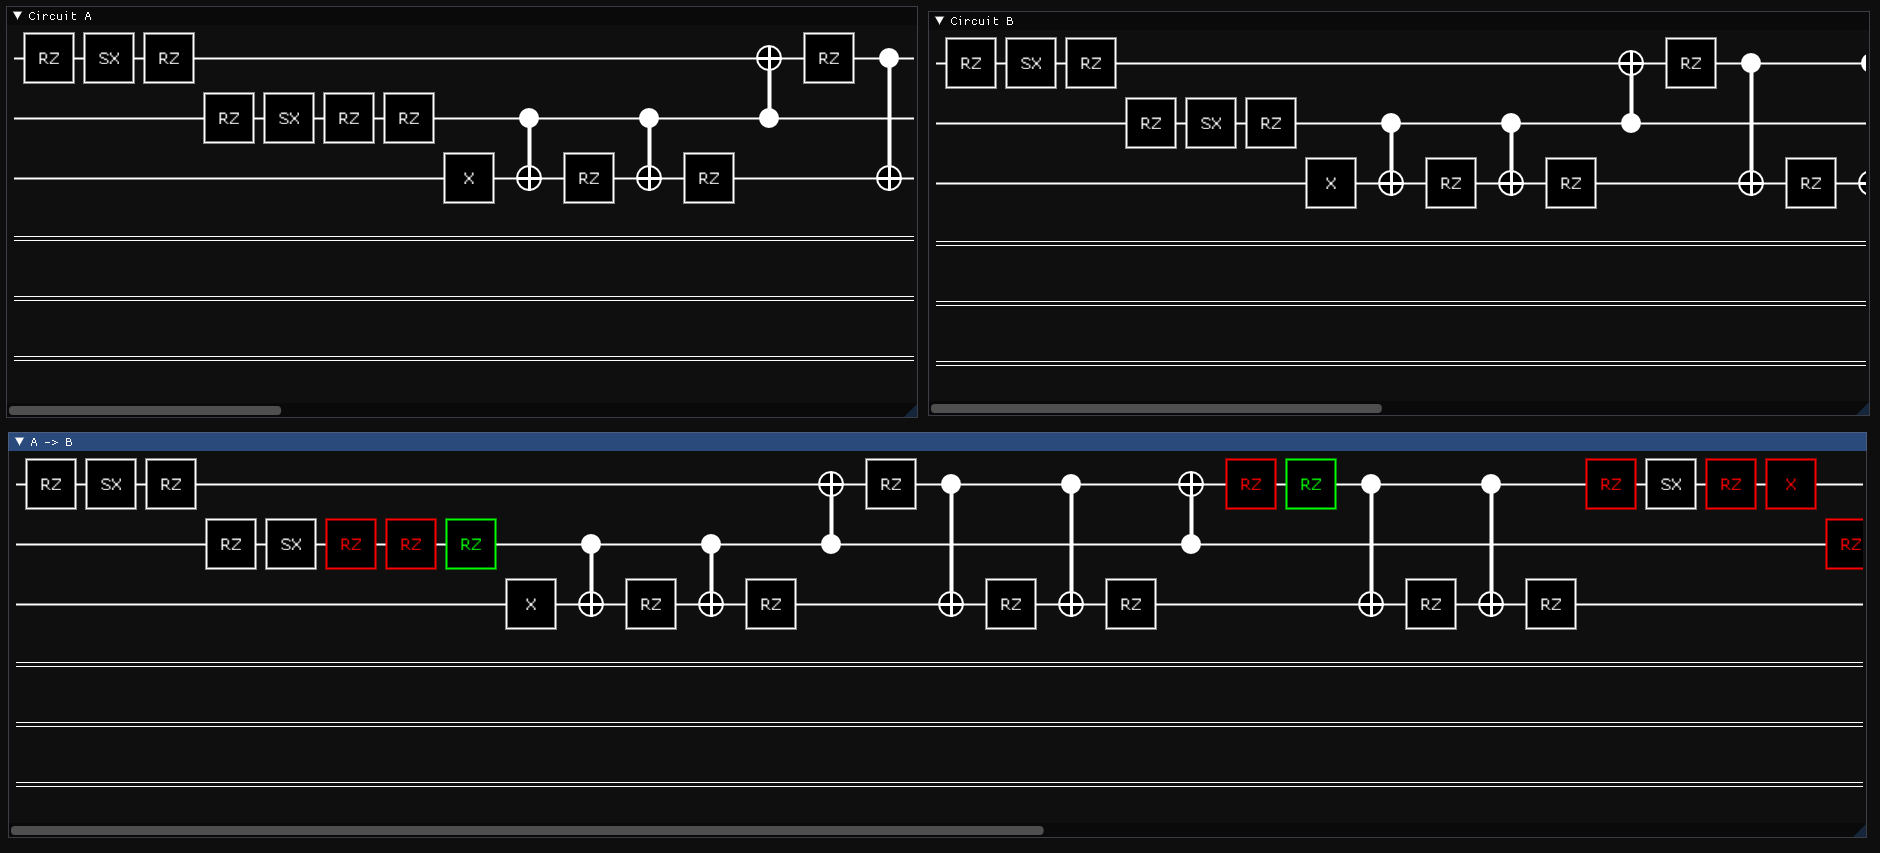 Circuit A
RZ SX RZ RZ
RZ SX RZ RZ
X RZ RZ
Circuit B
RZ SX RZ RZ
RZ SX RZ
X RZ RZ RZ
A -> B
RZ SX RZ RZ RZ RZ RZ SX RZ X
RZ SX RZ RZ RZ RZ
X RZ RZ RZ RZ RZ RZ